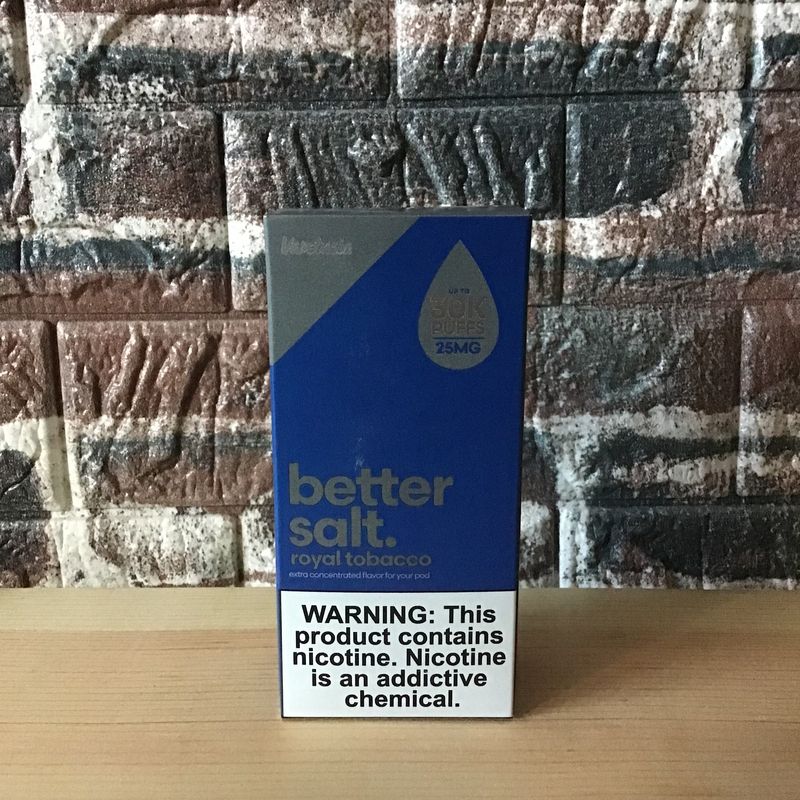 UP TO
30K
PUFFS
25MG
better
salt.
royal tobacco
extra concentrated flavor for your pod
WARNING: This
product contains
nicotine. Nicotine
is an addictive
chemical.